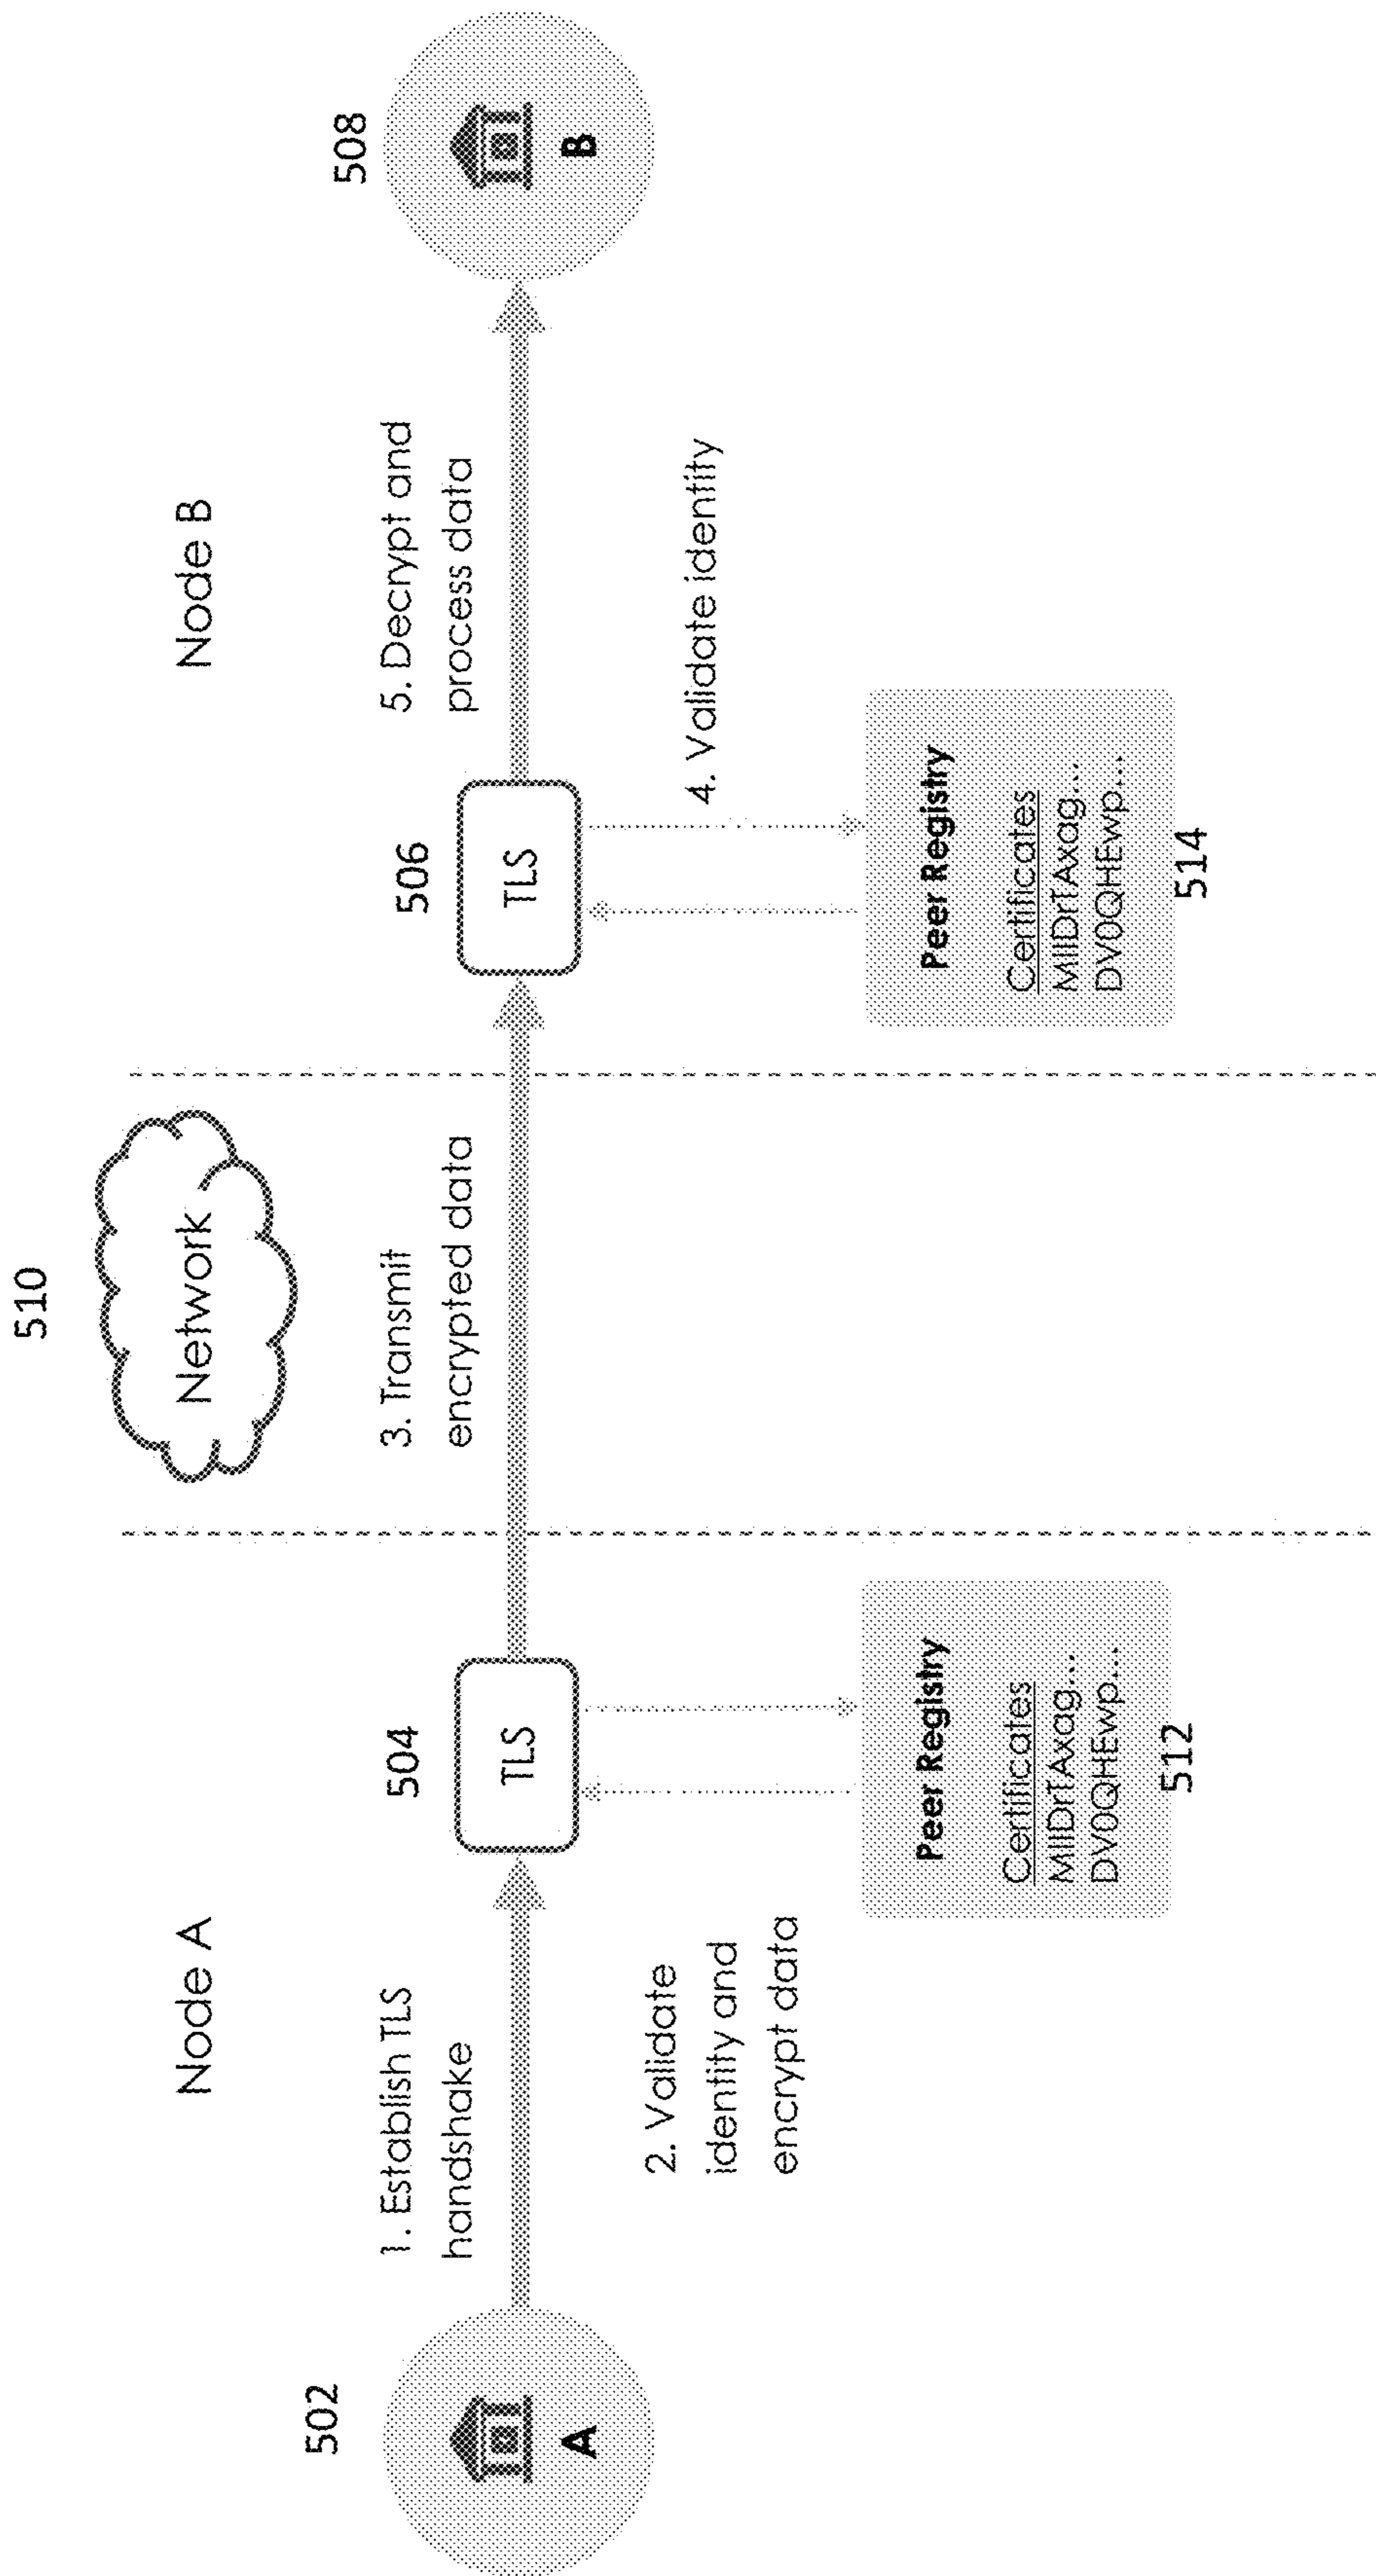 510
Node A
Network
Node B
502
1. Establish TLS
handshake
504
TLS
3. Transmit
encrypted data
506
TLS
5. Decrypt and
process data
508
A
B
2. Validate
identity and
encrypt data
4. Validate identity
Peer Registry
Certificates
MIIDrTAxag...
DV0QHEwp...
512
Peer Registry
Certificates
MIIDrTAxag...
DV0QHEwp...
514